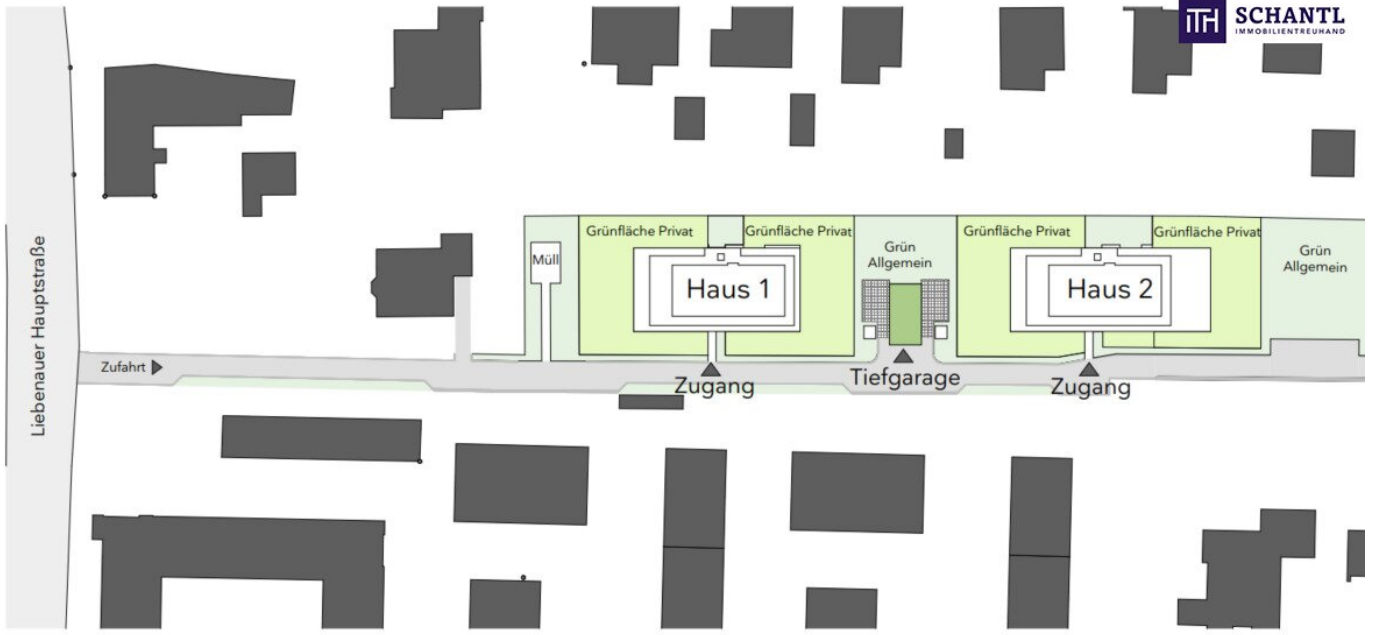 ITH SCHANTL
IMMOBILIENTREUHAND
Liebenauer Hauptstraße
Zufahrt
Müll
Grünfläche Privat
Grünfläche Privat
Haus 1
Zugang
Grün
Allgemein
Tiefgarage
Grünfläche Privat
Grünfläche Privat
Haus 2
Zugang
Grün
Allgemein